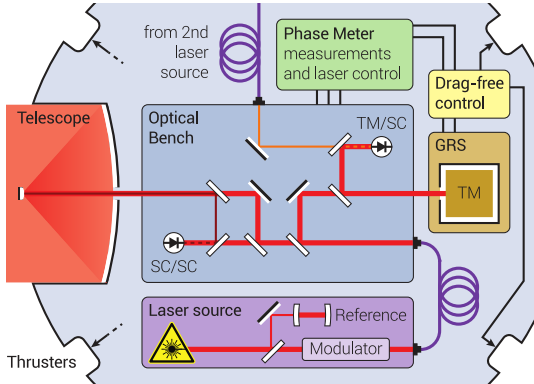 from 2nd
laser
source
Phase Meter
measurements
and laser control
Drag-free
control
Telescope
Optical
Bench
TM/SC
GRS
TM
SC/SC
Laser source
Reference
Modulator
Thrusters